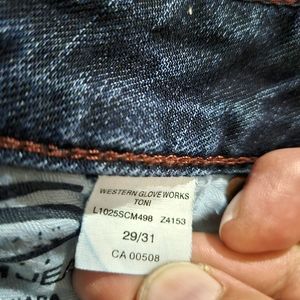 WESTERN GLOVE WORKS
TONI
L1025SCM498 Z4153
29/31
CA 00508